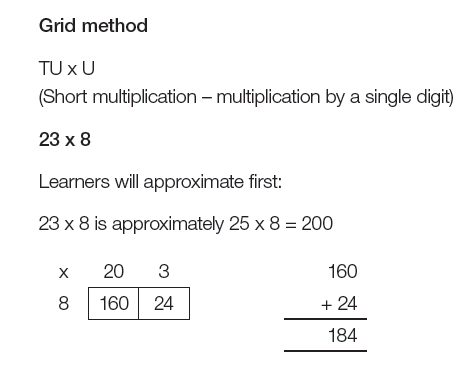 Grid method
TU x U
(Short multiplication – multiplication by a single digit)
23 x 8
Learners will approximate first:
23 x 8 is approximately 25 x 8 = 200
x 20 3 160
8 160 24 + 24
184